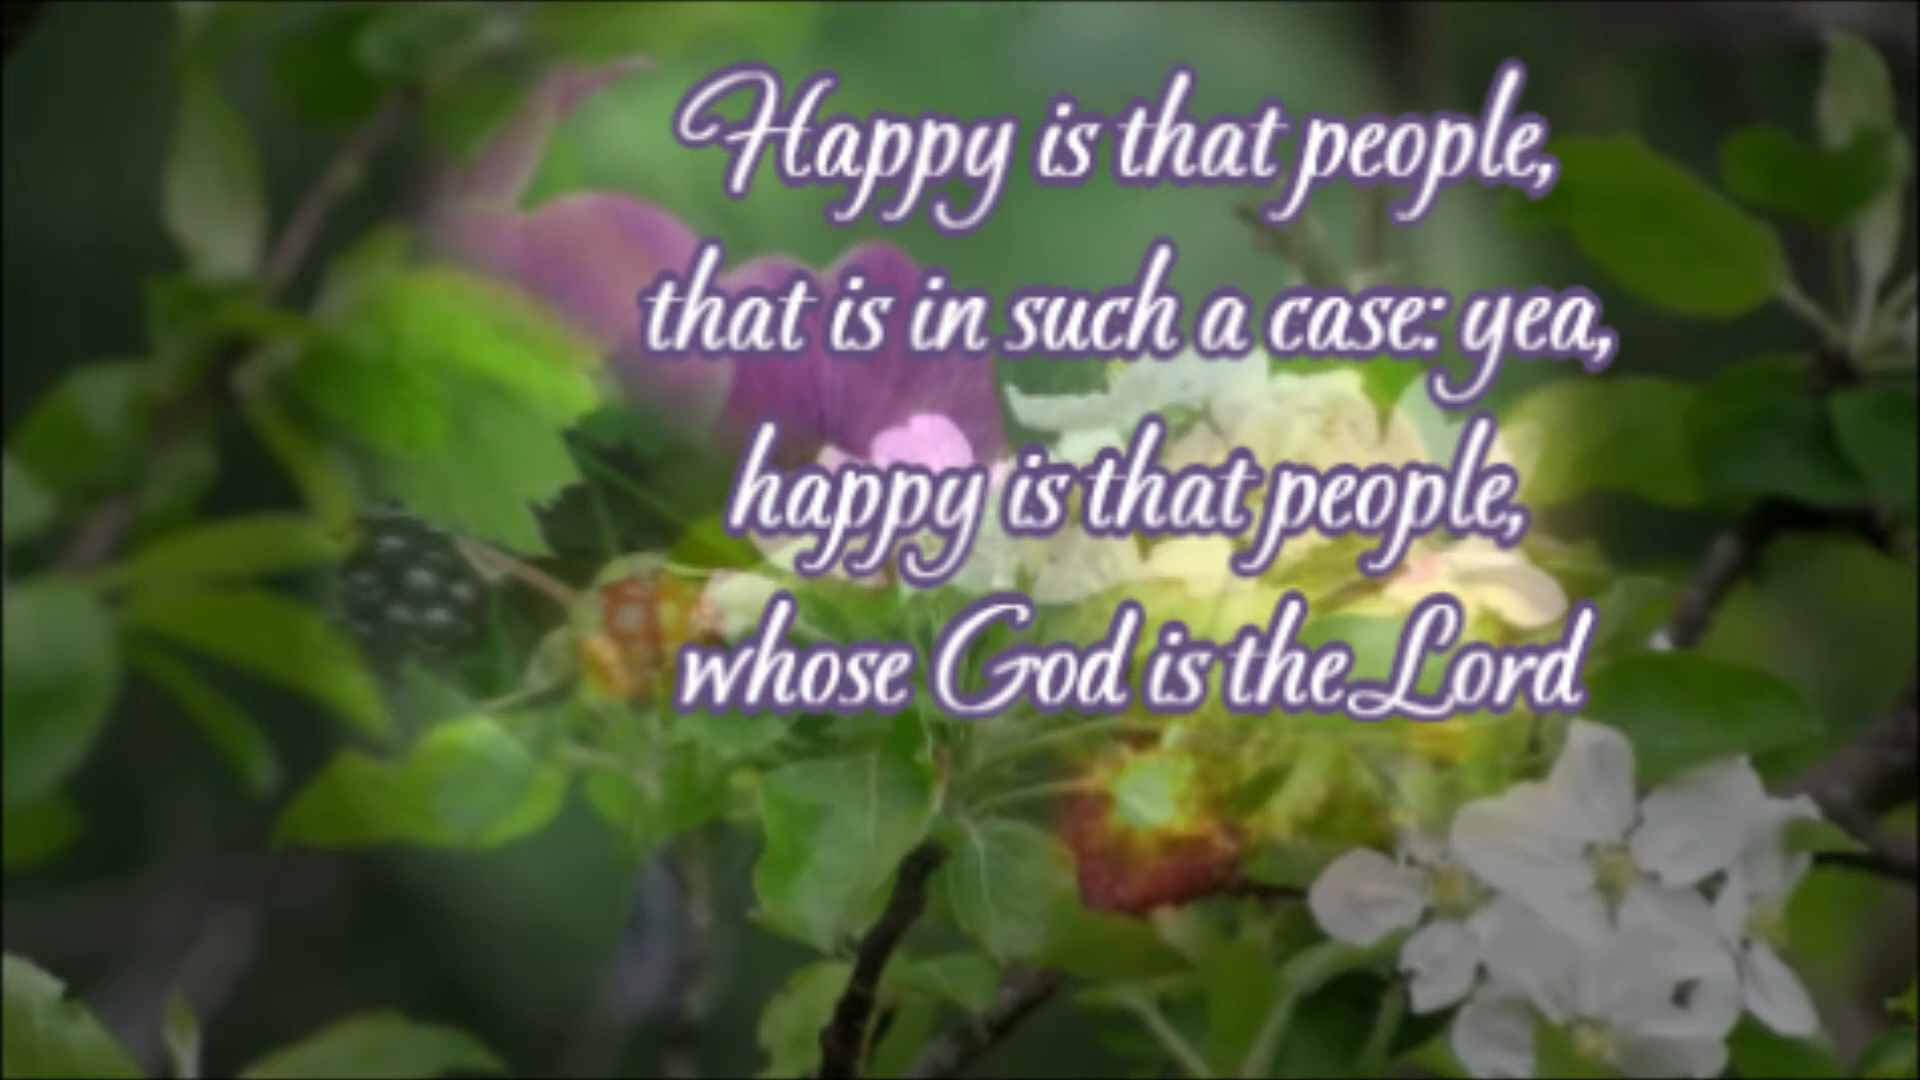 Happy is that people,
that is in such a case: yea,
happy is that people,
whose God is the Lord